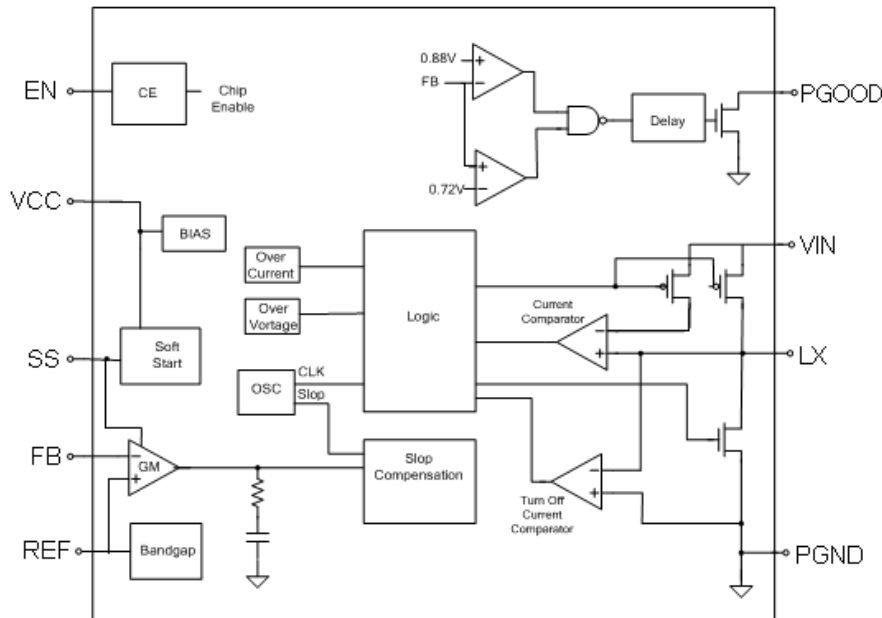 0.88V
FB
EN
CE
Chip
Enable
PGOOD
Delay
0.72V
VCC
BIAS
VIN
Over
Current
Over
Vortage
Logic
Current
Comparator
SS
Soft
Start
LX
OSC
CLK
Slop
FB
GM
Slop
Compensation
Turn Off
Current
Comparator
REF
Bandgap
PGND
+
−
+
−
−
+
−
+
−
+